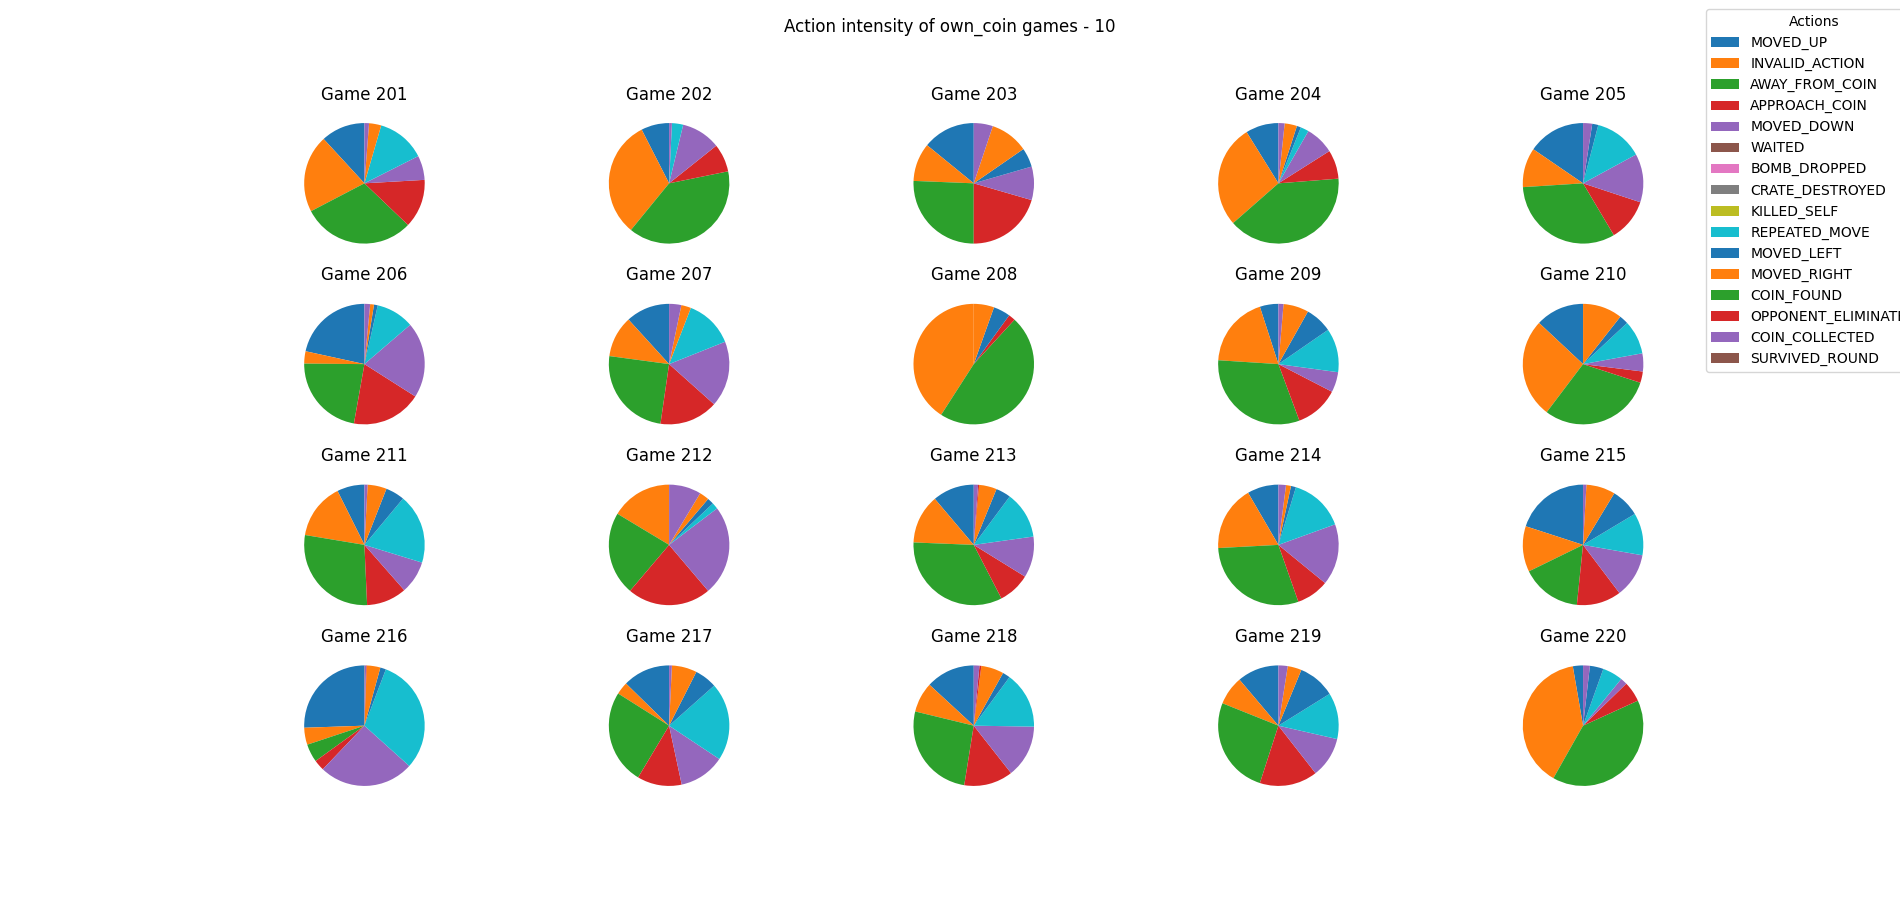 Action intensity of own_coin games - 10
Actions
MOVED_UP
INVALID_ACTION
AWAY_FROM_COIN
APPROACH_COIN
MOVED_DOWN
WAITED
BOMB_DROPPED
CRATE_DESTROYED
KILLED_SELF
REPEATED_MOVE
MOVED_LEFT
MOVED_RIGHT
COIN_FOUND
OPPONENT_ELIMINATI
COIN_COLLECTED
SURVIVED_ROUND
Game 201
Game 202
Game 203
Game 204
Game 205
Game 206
Game 207
Game 208
Game 209
Game 210
Game 211
Game 212
Game 213
Game 214
Game 215
Game 216
Game 217
Game 218
Game 219
Game 220